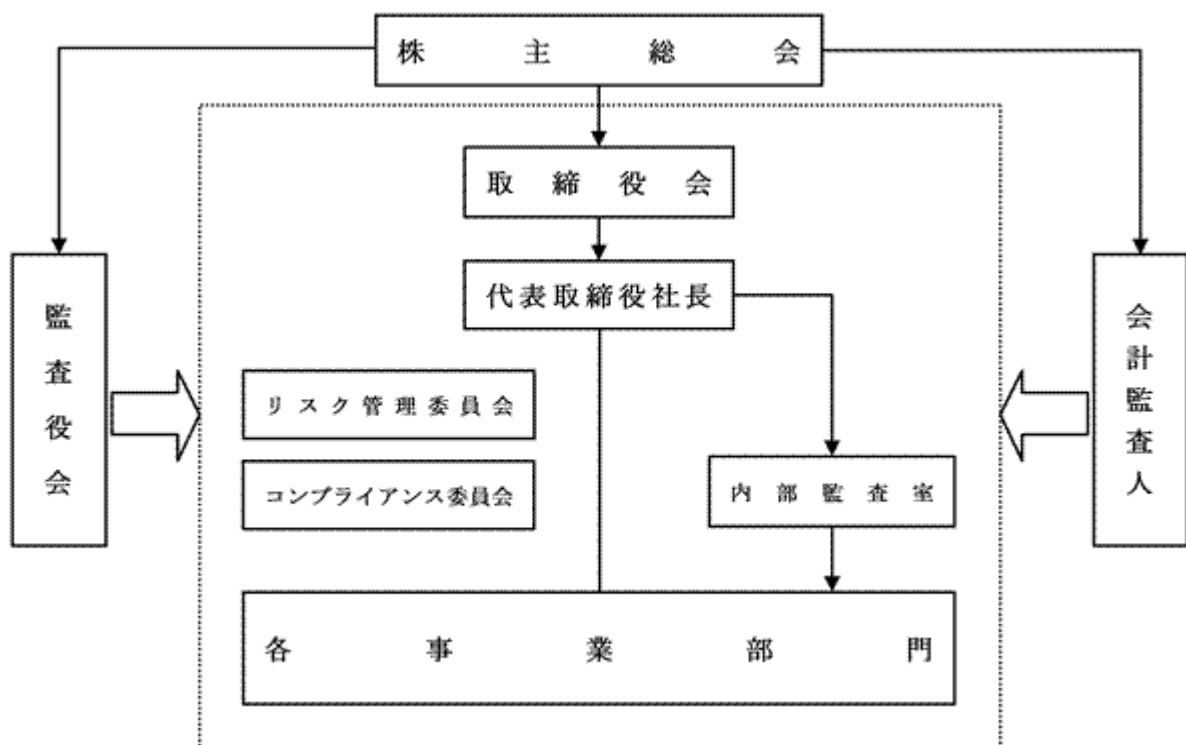 株主総会
取締役会
代表取締役社長
監査役会
会計監査人
リスク管理委員会
コンプライアンス委員会
内部監査室
各事業部門